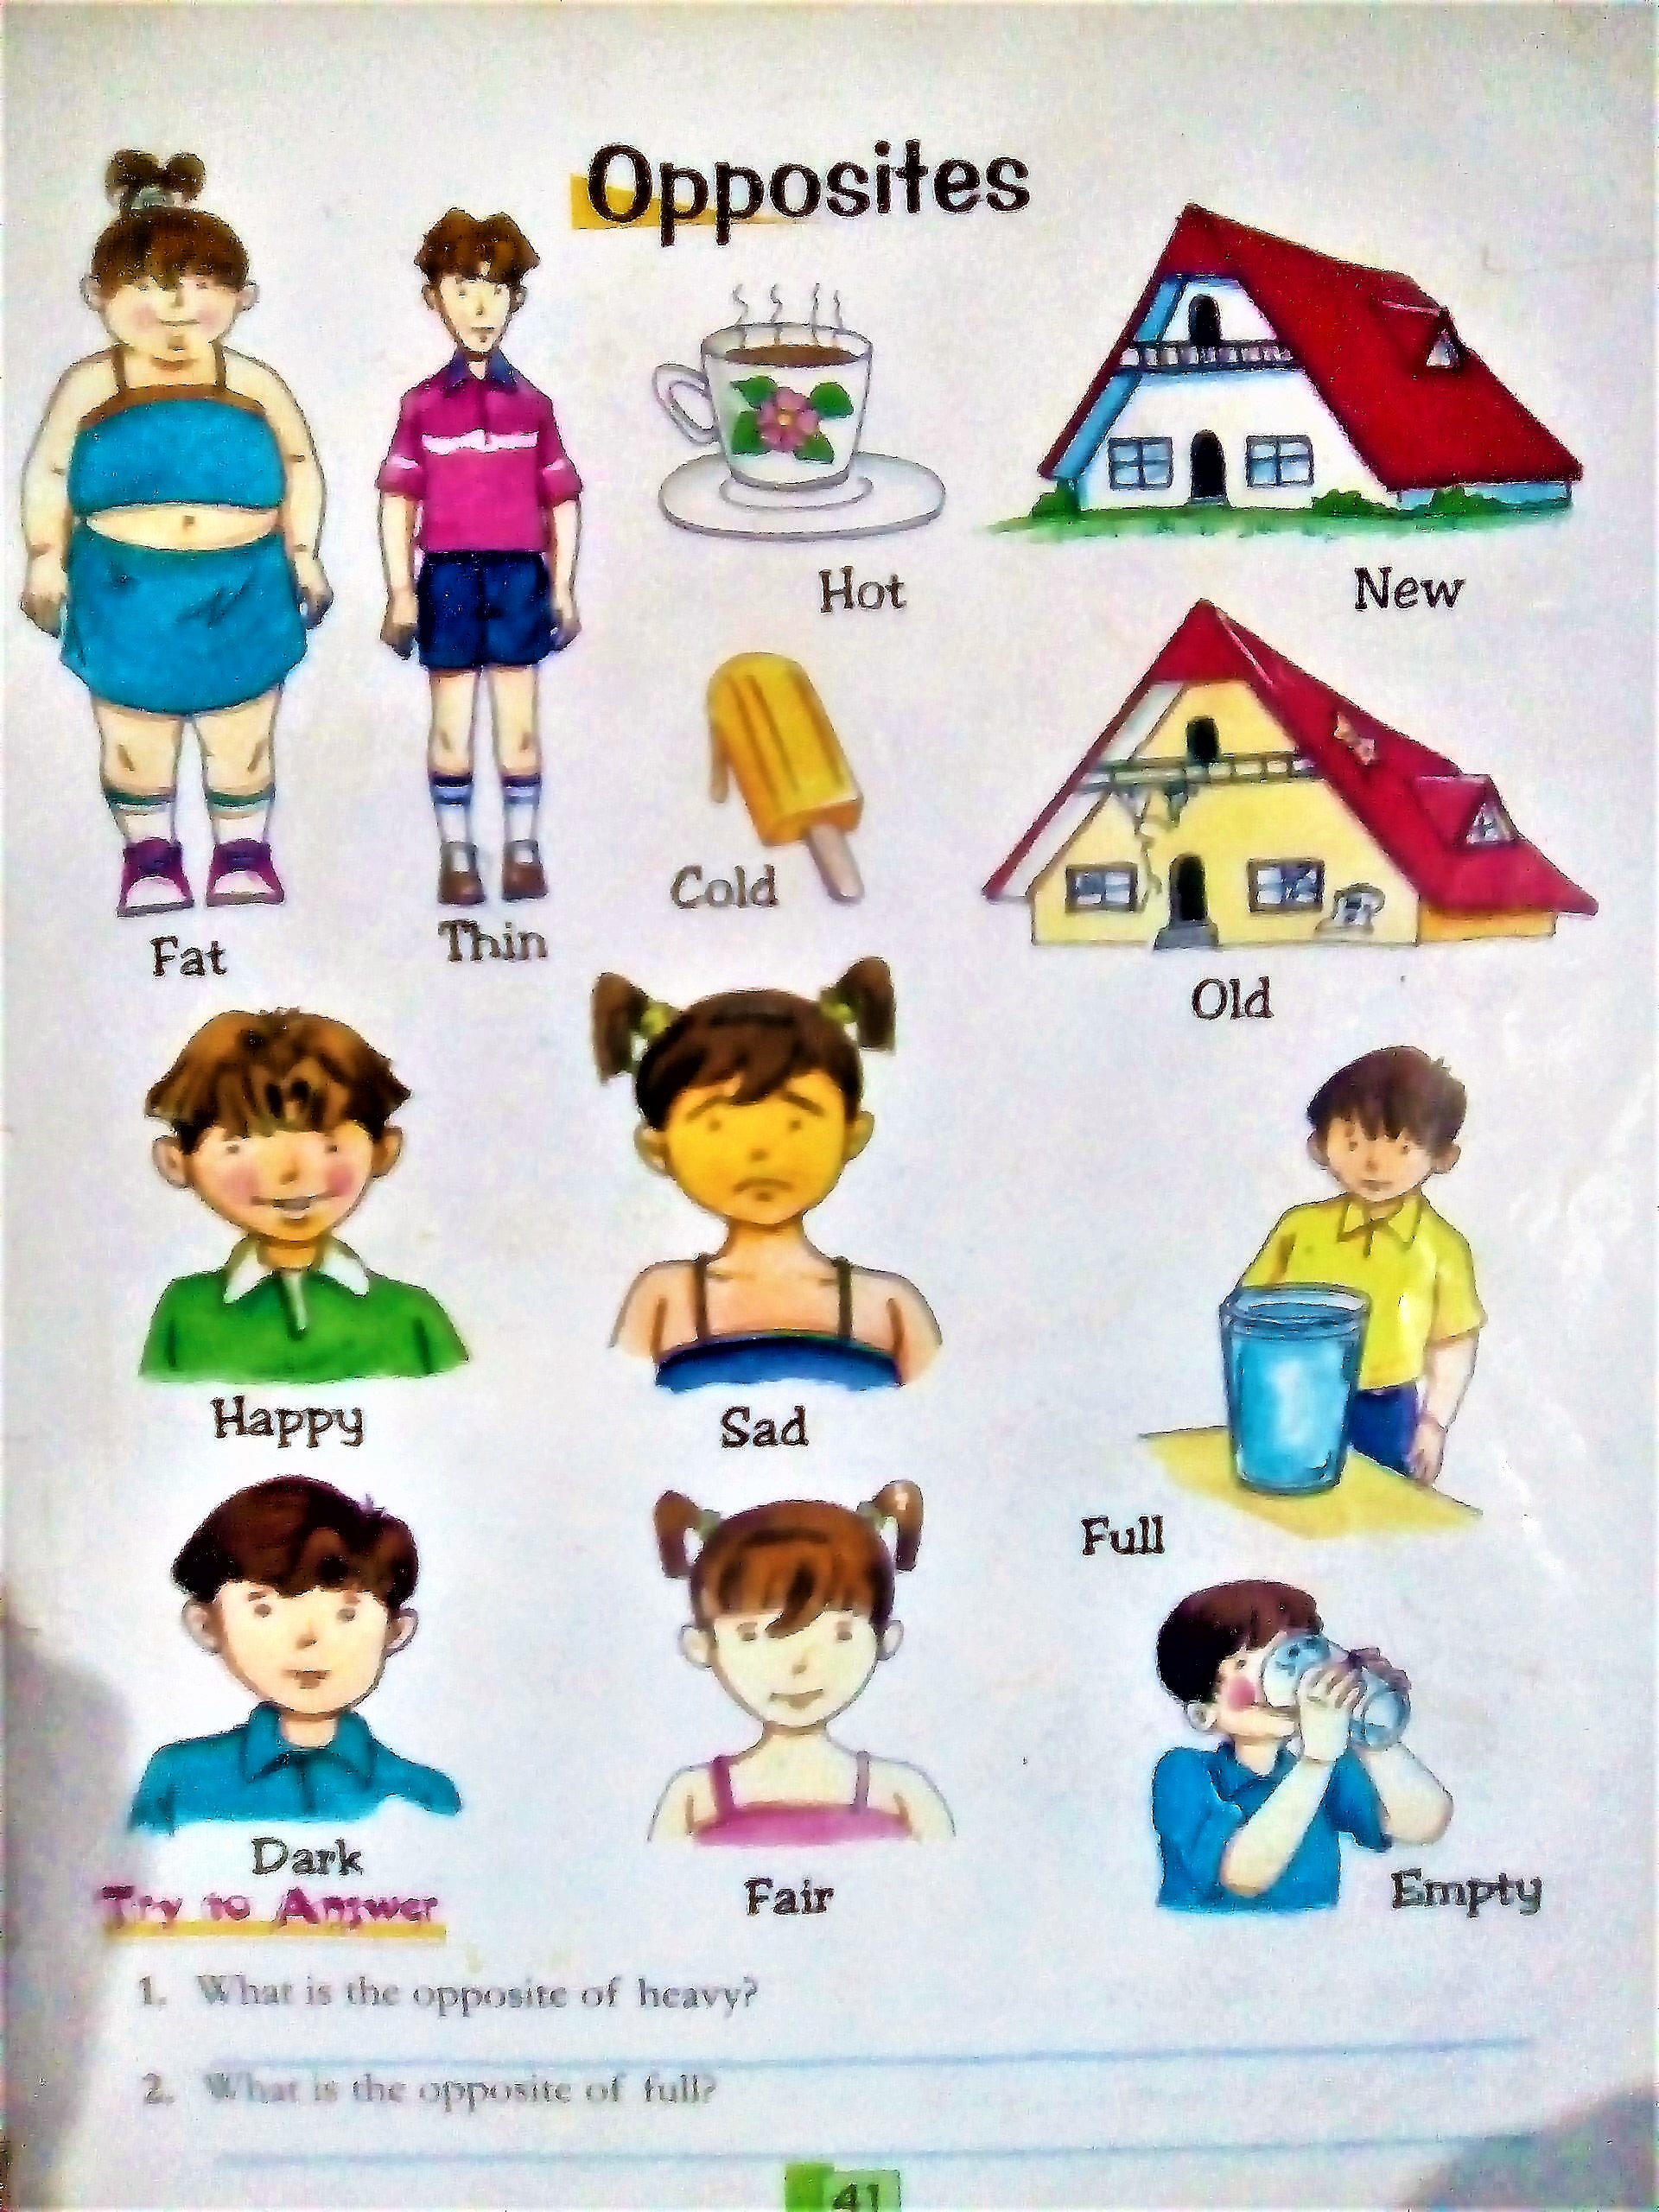 Opposites
Hot
New
Cold
Fat
Thin
Old
Happy
Sad
Full
Dark
Fair
Empty
Try to Answer
1. What is the opposite of heavy?
2. What is the opposite of full?
41